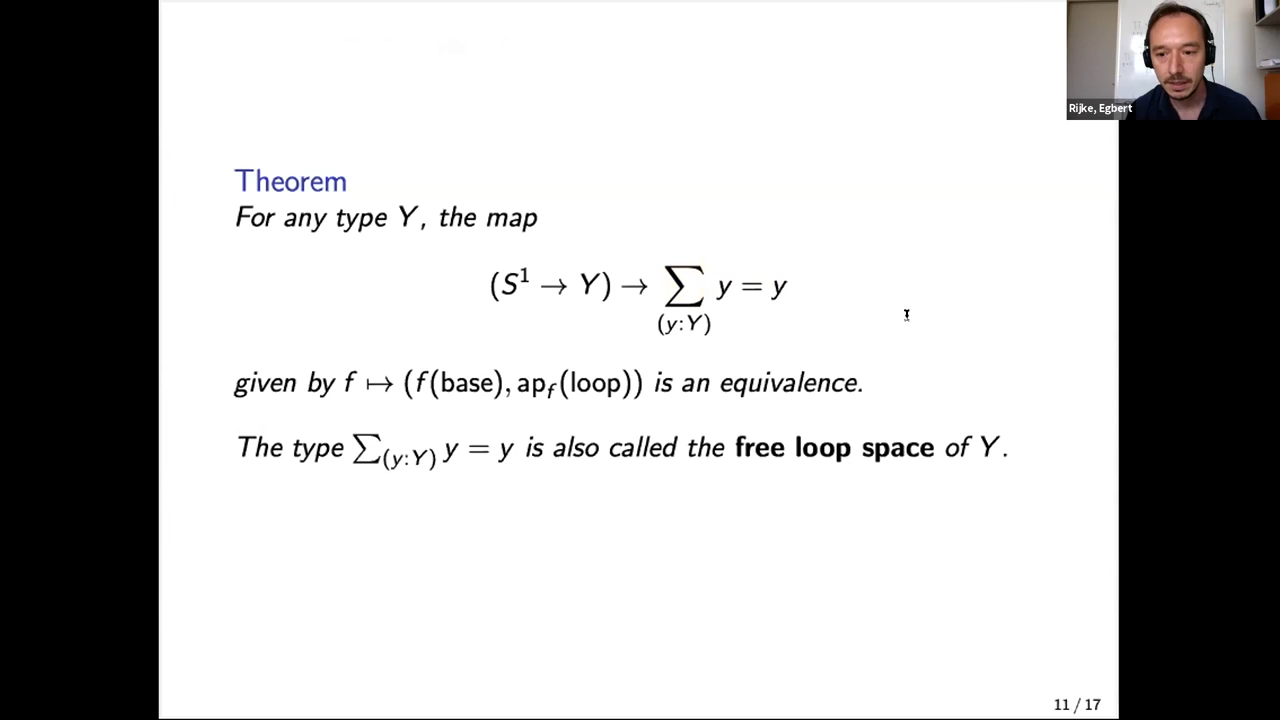 Rijke, Egbert
Theorem
For any type Y, the map
(S¹ → Y) → ∑_(y:Y) y = y
given by f ↦ (f(base), ap_f(loop)) is an equivalence.
The type ∑_(y:Y) y = y is also called the free loop space of Y.
11 / 17